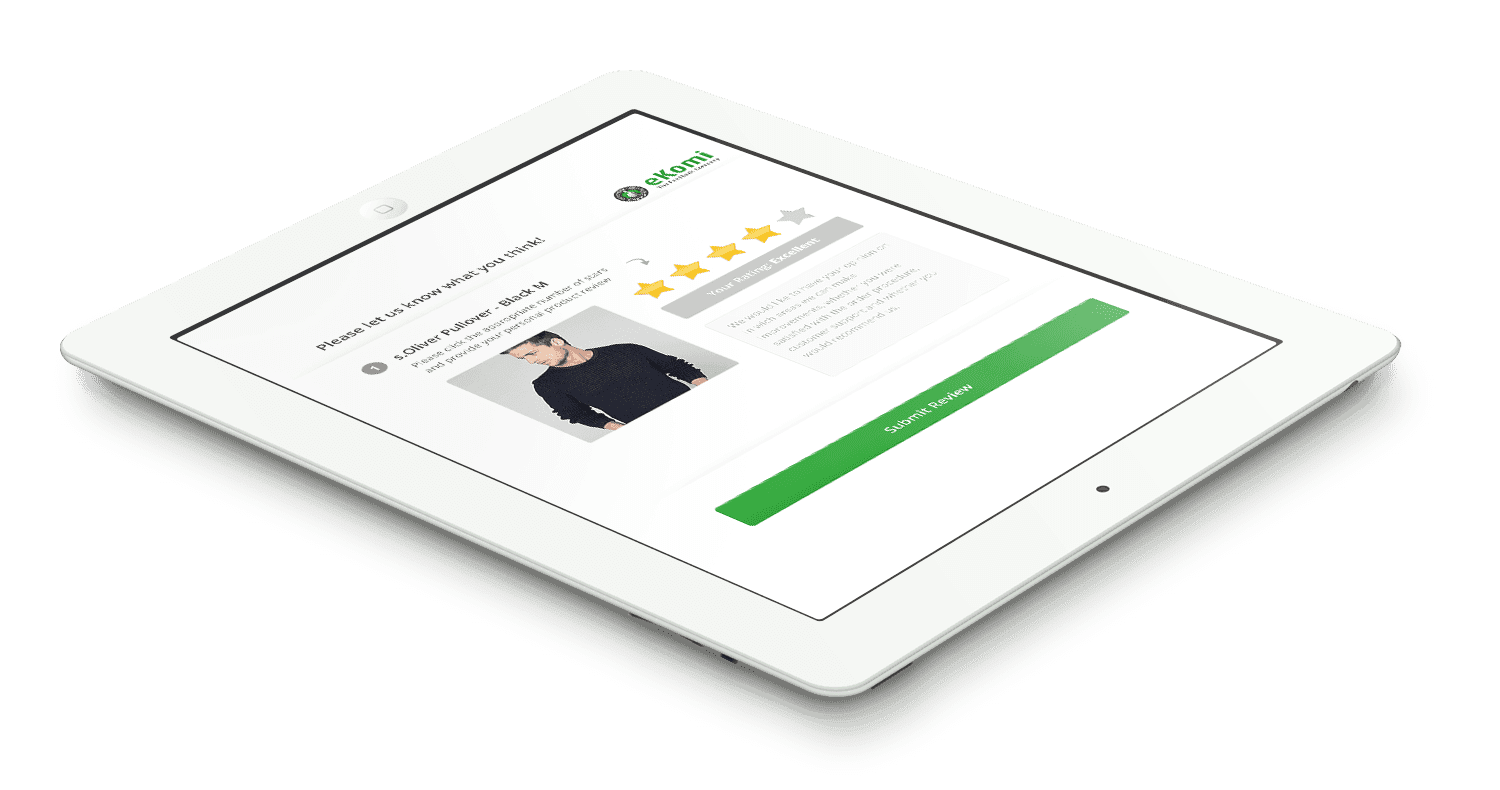 eKomi
The Feedback Company
Please let us know what you think!
1
s.Oliver Pullover - Black M
Please click the appropriate number of stars
and provide your personal product review
Your Rating: Excellent
We would like to have your opinion on
which areas we can make
improvements, whether you were
satisfied with the order procedure,
customer support and whether you
would recommend us.
Submit Review